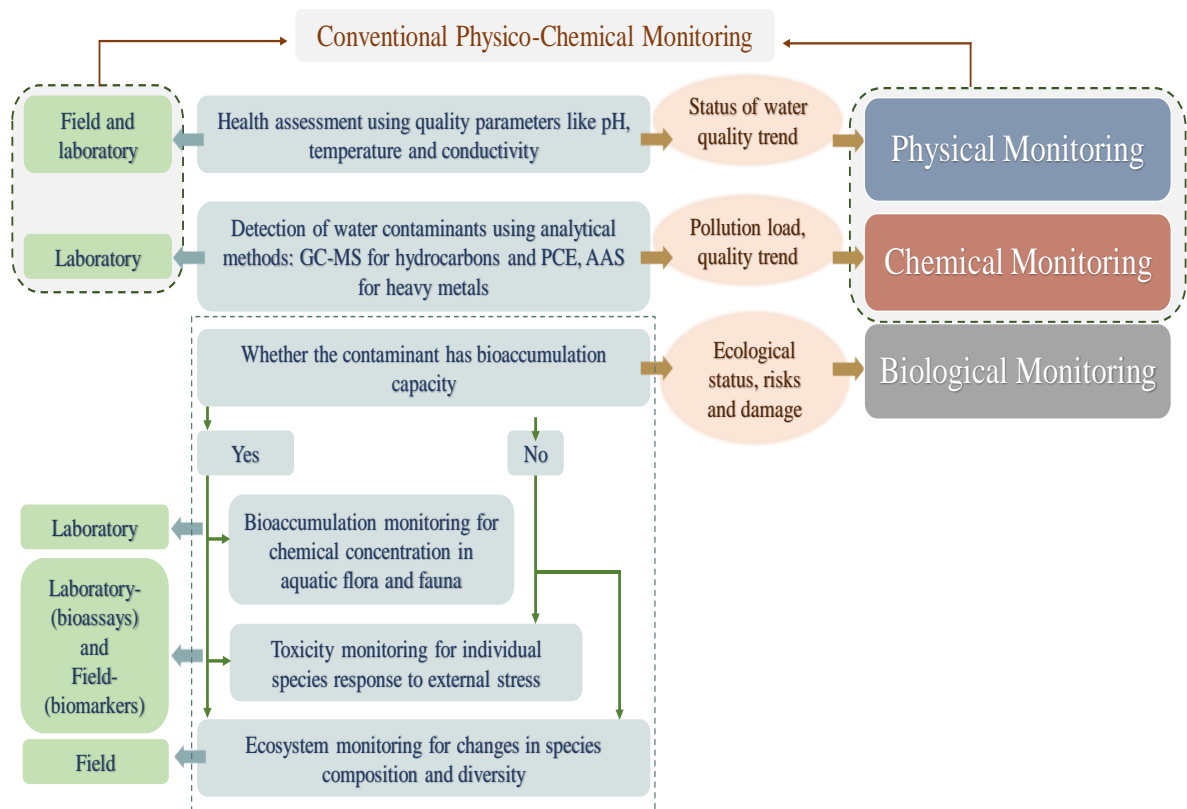 Conventional Physico-Chemical Monitoring
Field and
laboratory
Health assessment using quality parameters like pH,
temperature and conductivity
Status of water
quality trend
Physical Monitoring
Laboratory
Detection of water contaminants using analytical
methods: GC-MS for hydrocarbons and PCE, AAS
for heavy metals
Pollution load,
quality trend
Chemical Monitoring
Whether the contaminant has bioaccumulation
capacity
Ecological
status, risks
and damage
Biological Monitoring
Yes
No
Laboratory
Bioaccumulation monitoring for
chemical concentration in
aquatic flora and fauna
Laboratory-
(bioassays)
and
Field-
(biomarkers)
Toxicity monitoring for individual
species response to external stress
Field
Ecosystem monitoring for changes in species
composition and diversity